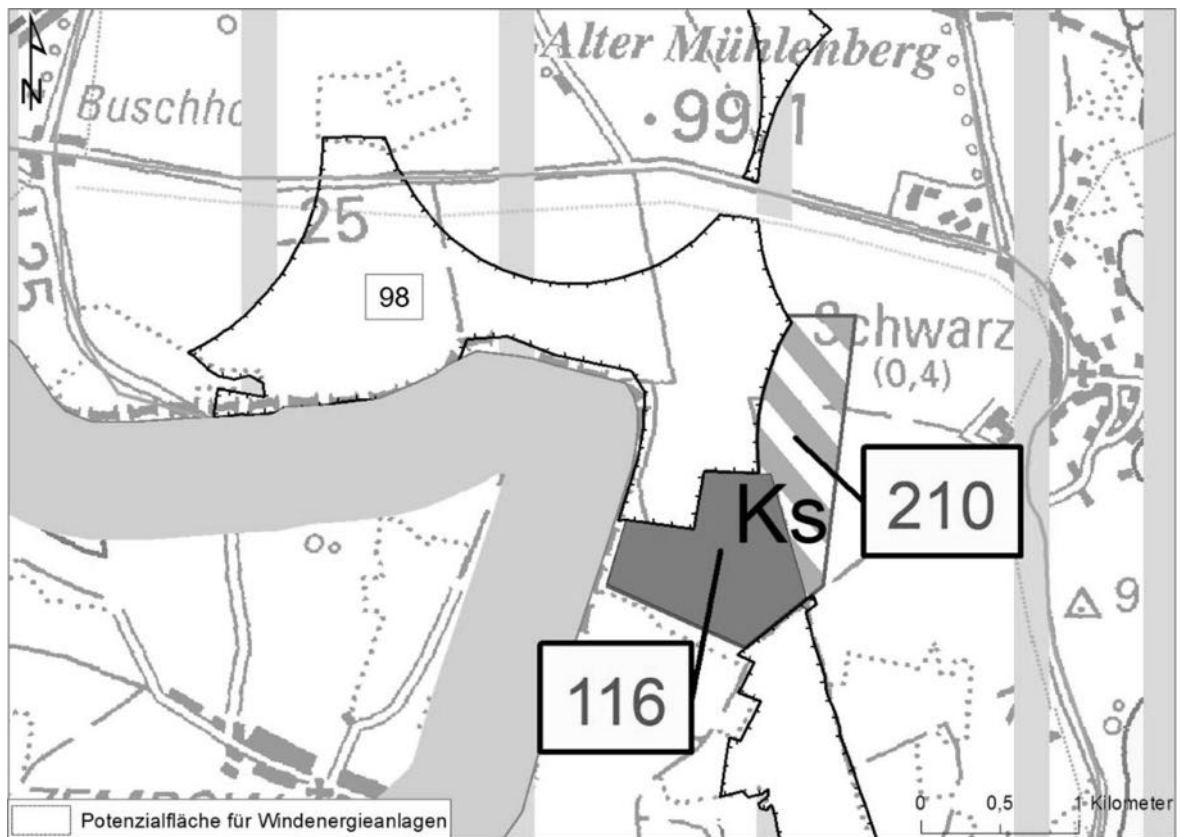 N
Alter Mühlenberg
Buschho
99,1
25
25
98
Schwarz
(0,4)
Ks
210
9
116
Potenzialfläche für Windenergieanlagen
0 0,5 1 Kilometer